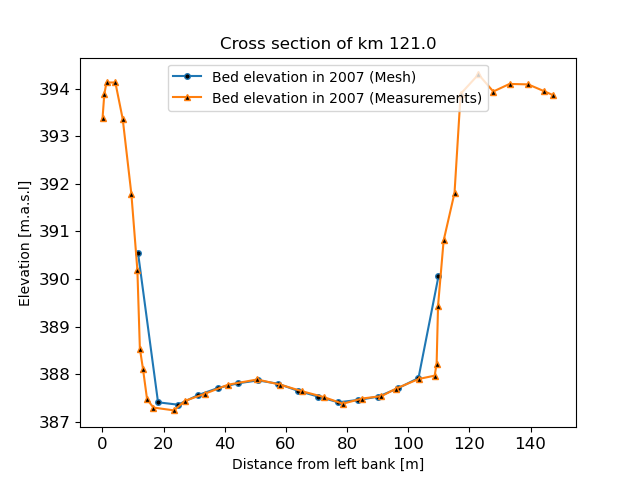 Cross section of km 121.0
Bed elevation in 2007 (Mesh)
Bed elevation in 2007 (Measurements)
Elevation [m.a.s.l]
394
393
392
391
390
389
388
387
0 20 40 60 80 100 120 140
Distance from left bank [m]